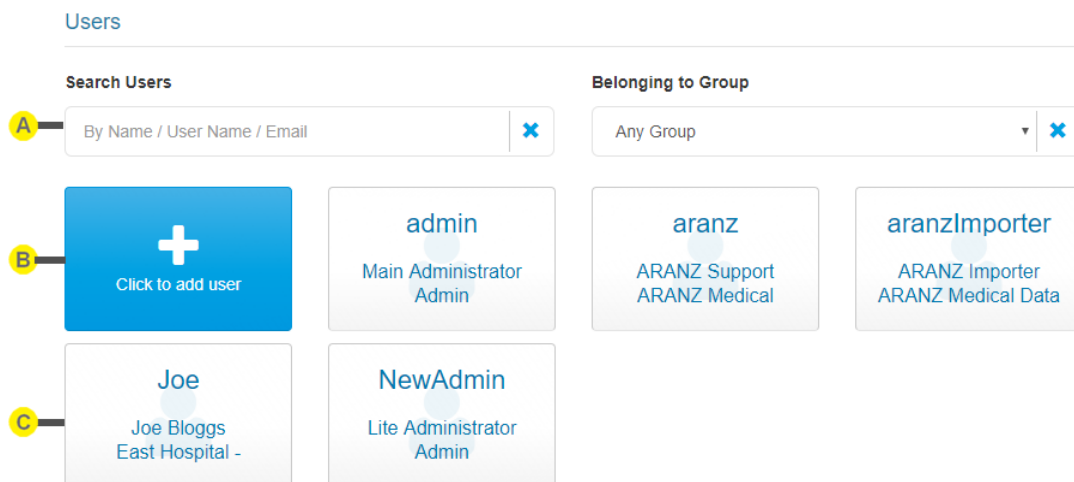 Users
Search Users
Belonging to Group
A
By Name / User Name / Email
Any Group
B
Click to add user
admin
Main Administrator
Admin
aranz
ARANZ Support
ARANZ Medical
aranzImporter
ARANZ Importer
ARANZ Medical Data
C
Joe
Joe Bloggs
East Hospital -
NewAdmin
Lite Administrator
Admin